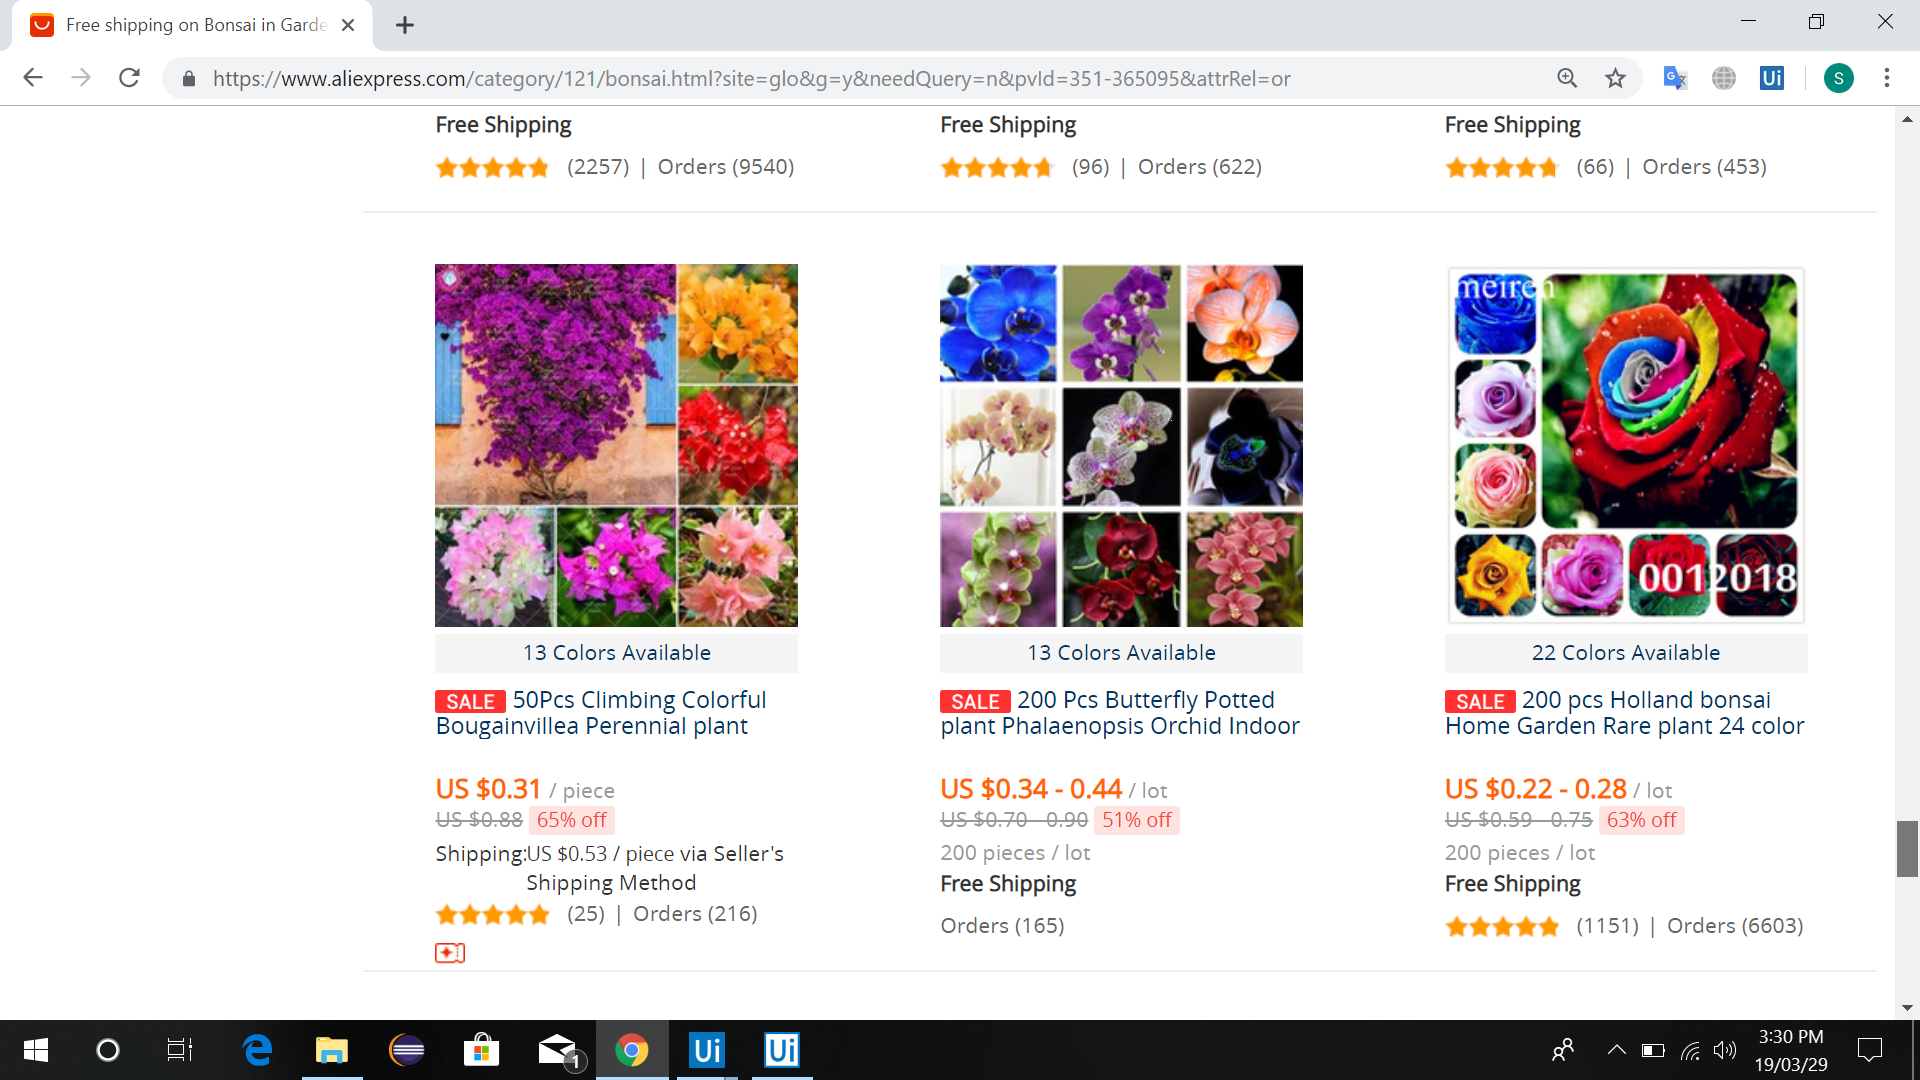 Free shipping on Bonsai in Garde
https://www.aliexpress.com/category/121/bonsai.html?site=glo&g=y&needQuery=n&pvId=351-365095&attrRel=or
S
Free Shipping
(2257) | Orders (9540)
Free Shipping
(96) | Orders (622)
Free Shipping
(66) | Orders (453)
13 Colors Available
SALE 50Pcs Climbing Colorful
Bougainvillea Perennial plant
US $0.31 / piece
US $0.88 65% off
Shipping:US $0.53 / piece via Seller's
Shipping Method
(25) | Orders (216)
13 Colors Available
SALE 200 Pcs Butterfly Potted
plant Phalaenopsis Orchid Indoor
US $0.34 - 0.44 / lot
US $0.70 - 0.90 51% off
200 pieces / lot
Free Shipping
Orders (165)
meiren
0012018
22 Colors Available
SALE 200 pcs Holland bonsai
Home Garden Rare plant 24 color
US $0.22 - 0.28 / lot
US $0.59 - 0.75 63% off
200 pieces / lot
Free Shipping
(1151) | Orders (6603)
Ui
1
Ui
Ui
3:30 PM
19/03/29